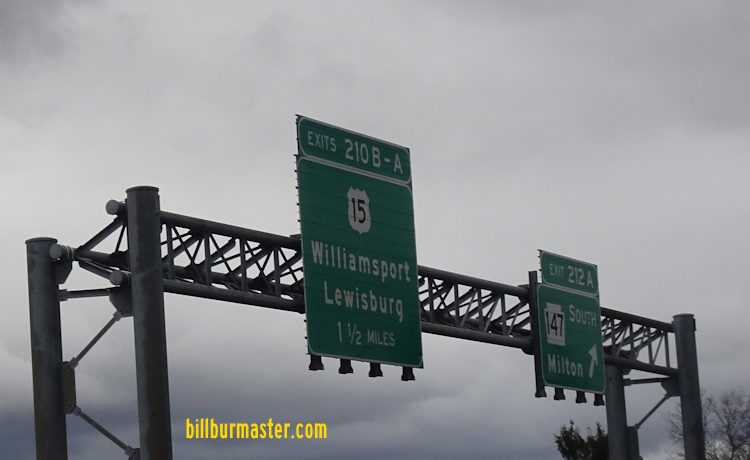 EXITS 210B-A
15
Williamsport
Lewisburg
1 1/2 MILES
EXIT 212A
147 SOUTH
Milton
billburmaster.com